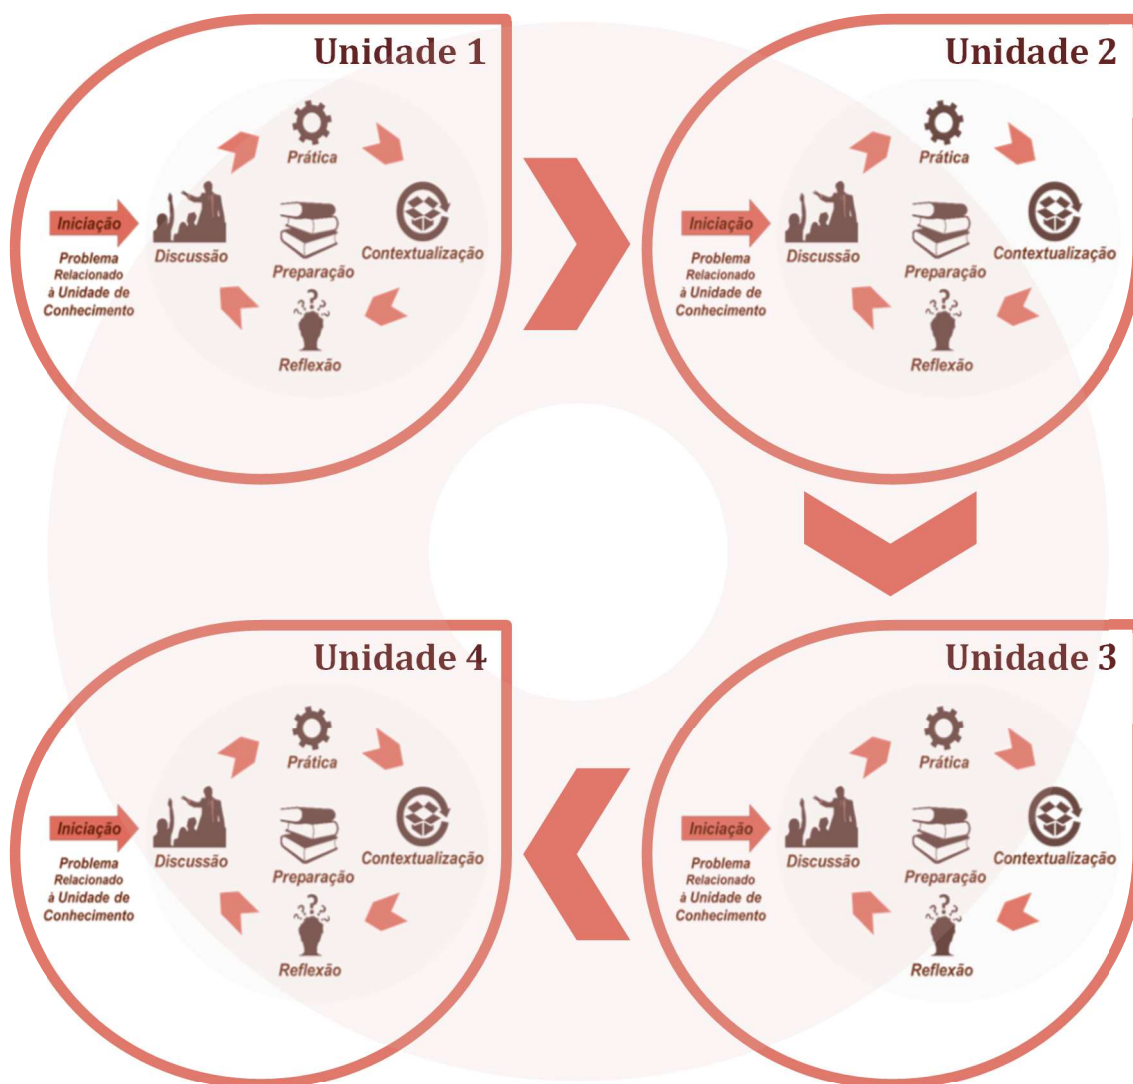 Unidade 1
Prática
Iniciação
Discussão
Contextualização
Preparação
Problema
Relacionado
à Unidade de
Conhecimento
Reflexão
Unidade 2
Prática
Iniciação
Discussão
Contextualização
Preparação
Problema
Relacionado
à Unidade de
Conhecimento
Reflexão
Unidade 4
Prática
Iniciação
Discussão
Contextualização
Preparação
Problema
Relacionado
à Unidade de
Conhecimento
Reflexão
Unidade 3
Prática
Iniciação
Discussão
Contextualização
Preparação
Problema
Relacionado
à Unidade de
Conhecimento
Reflexão